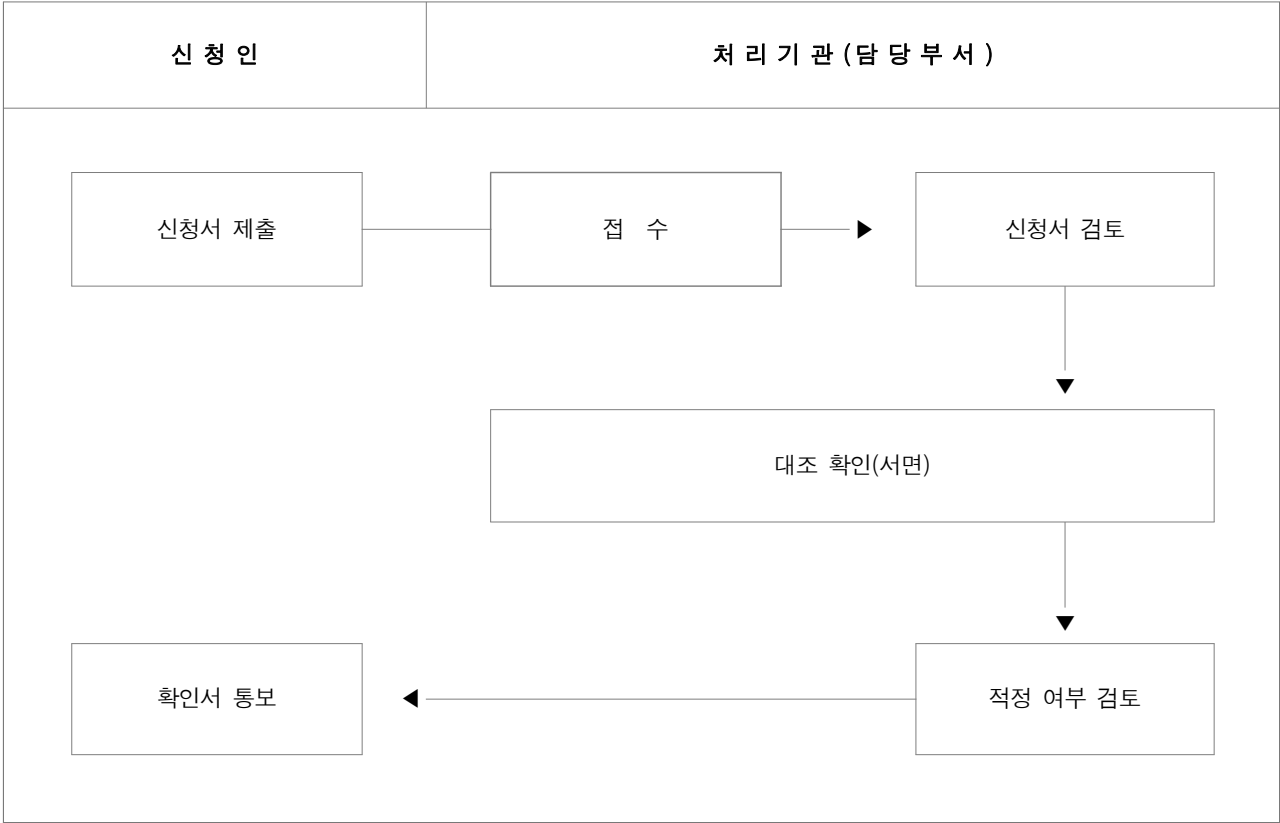 신 청 인
처 리 기 관 (담 당 부 서 )
신청서 제출
접 수
신청서 검토
대조 확인(서면)
확인서 통보
적정 여부 검토